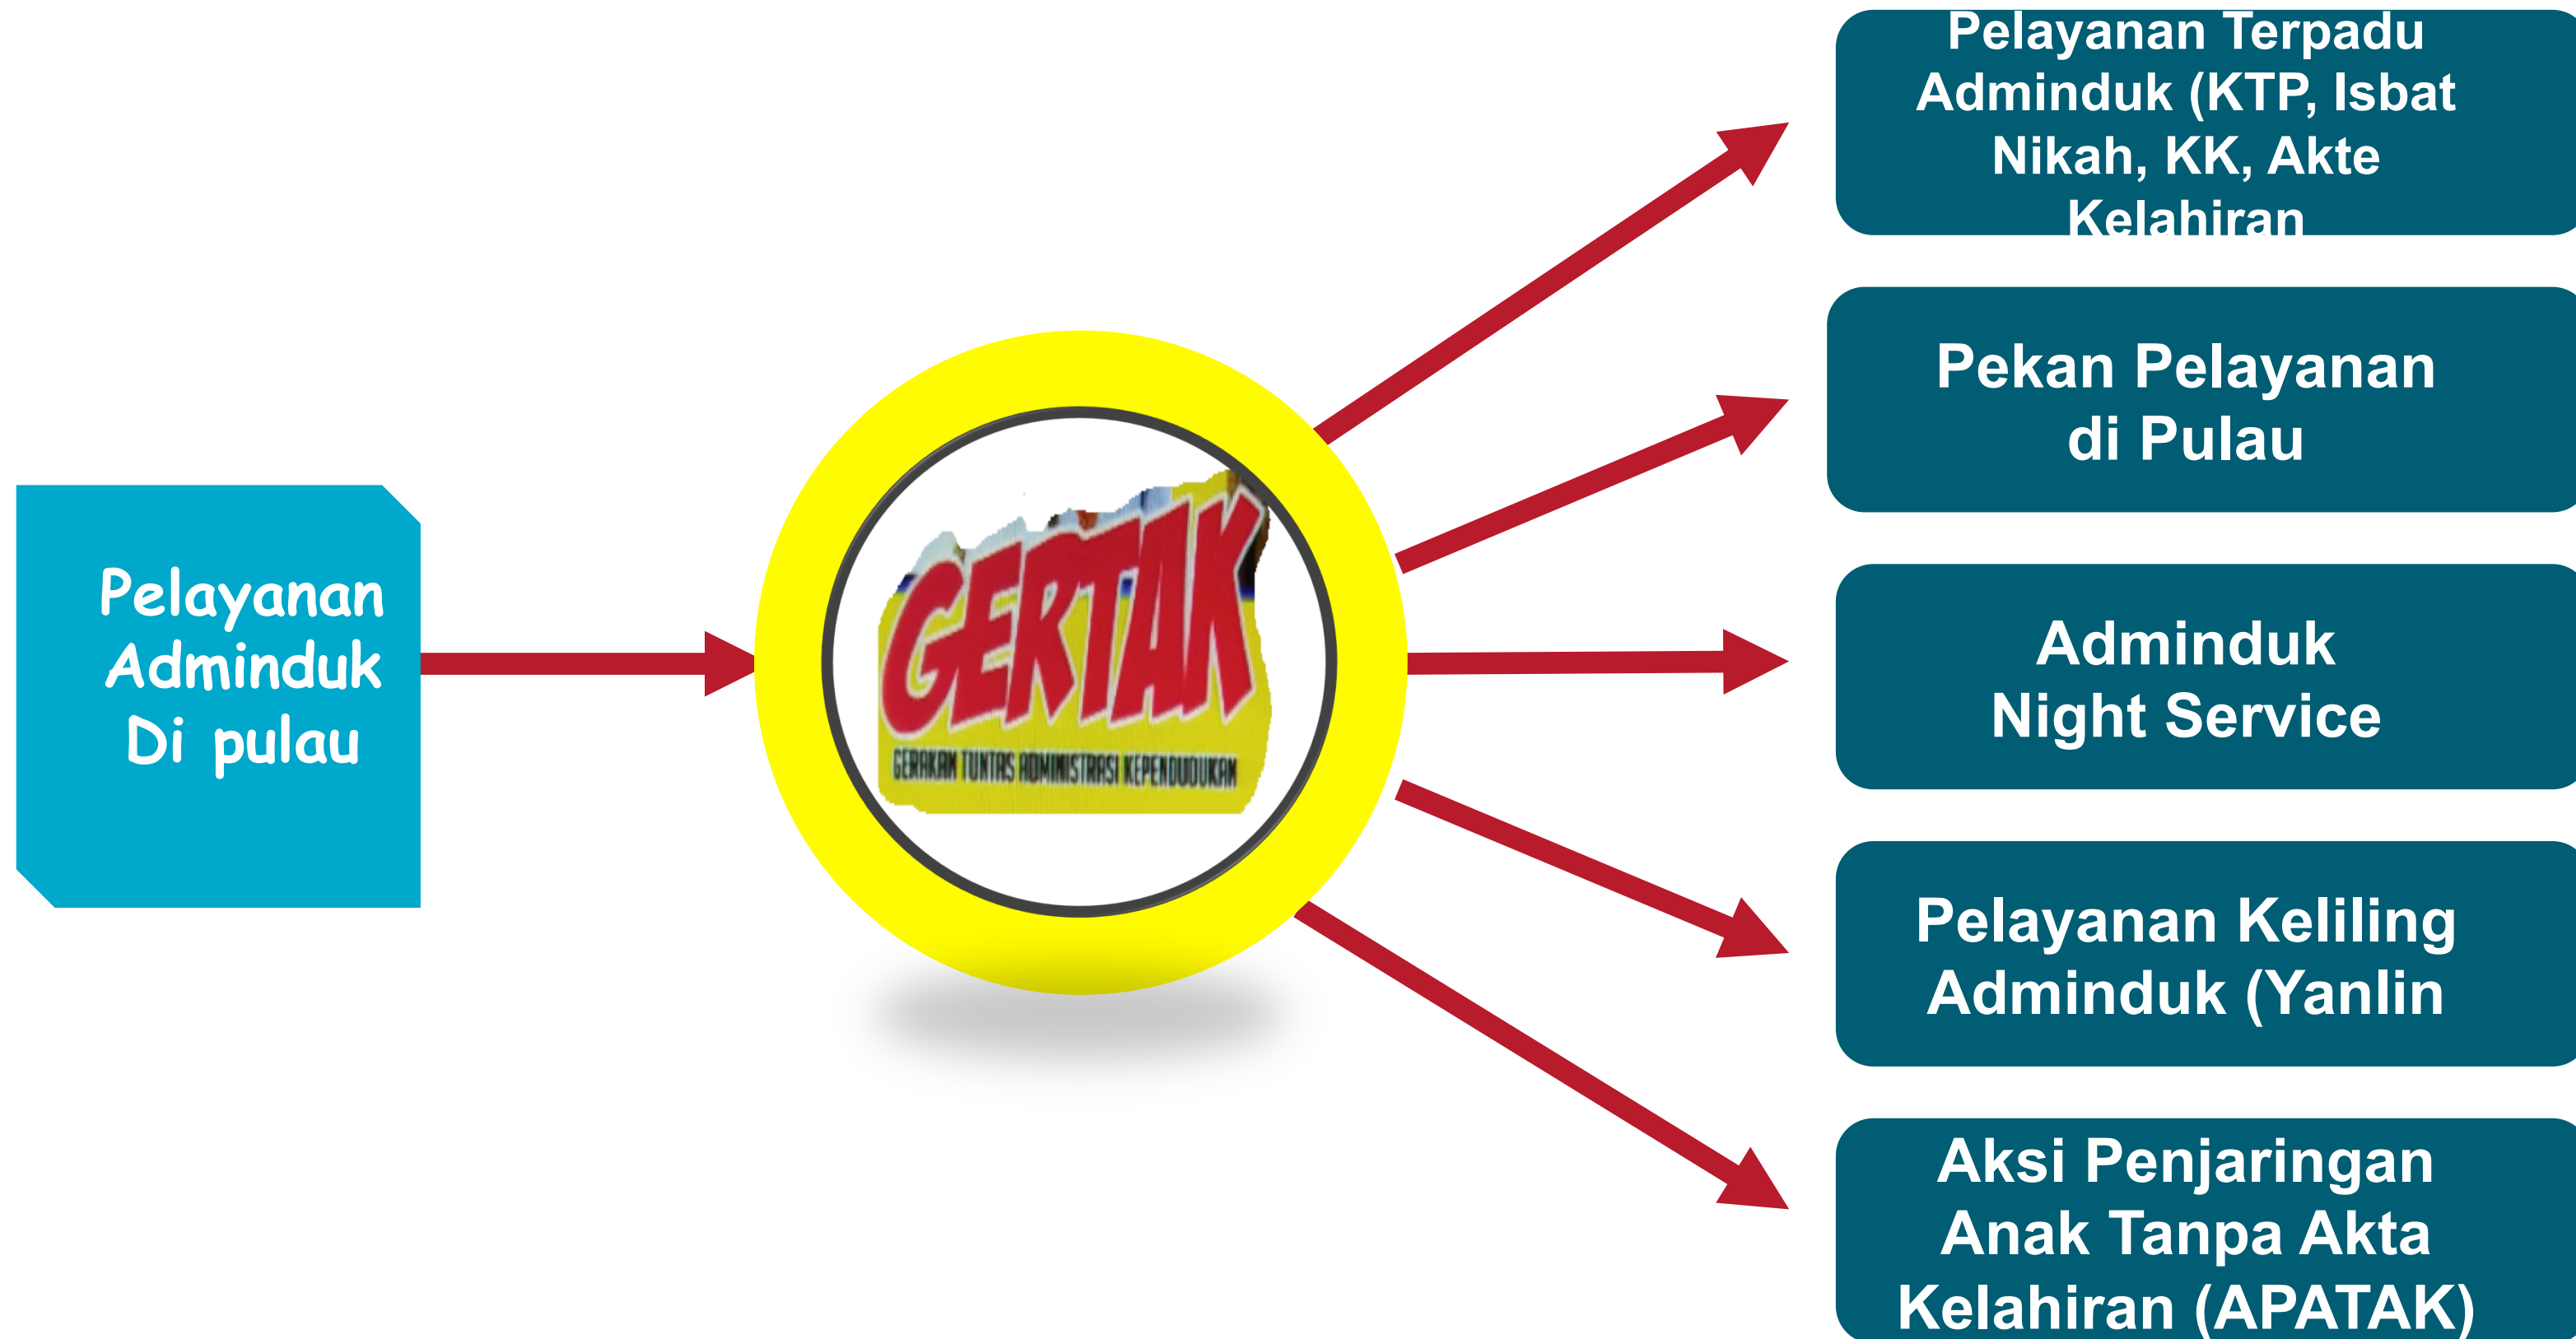 Pelayanan
Adminduk
Di pulau
GERTAK
GERAKAN TUNTAS ADMINISTRASI KEPENDUDUKAN
Pelayanan Terpadu
Adminduk (KTP, Isbat
Nikah, KK, Akte
Kelahiran
Pekan Pelayanan
di Pulau
Adminduk
Night Service
Pelayanan Keliling
Adminduk (Yanlin
Aksi Penjaringan
Anak Tanpa Akta
Kelahiran (APATAK)